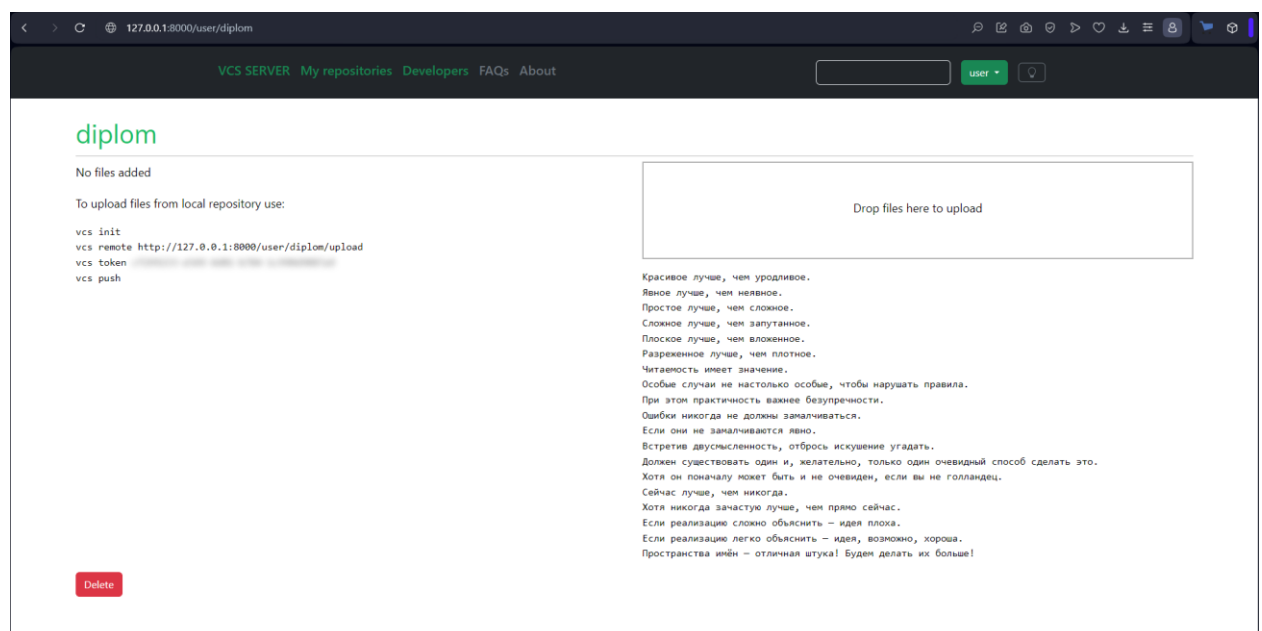 127.0.0.1:8000/user/diplom
VCS SERVER My repositories Developers FAQs About
user
diplom
No files added
To upload files from local repository use:
vcs init
vcs remote http://127.0.0.1:8000/user/diplom/upload
vcs token
vcs push
Drop files here to upload
Красивое лучше, чем уродливое.
Явное лучше, чем неявное.
Простое лучше, чем сложное.
Сложное лучше, чем запутанное.
Плоское лучше, чем вложенное.
Разреженное лучше, чем плотное.
Читаемость имеет значение.
Особые случаи не настолько особые, чтобы нарушать правила.
При этом практичность важнее безупречности.
Ошибки никогда не должны замалчиваться.
Если они не замалчиваются явно.
Встретив двусмысленность, отбрось искушение угадать.
Должен существовать один и, желательно, только один очевидный способ сделать это.
Хотя он поначалу может быть и не очевиден, если вы не голландец.
Сейчас лучше, чем никогда.
Хотя никогда зачастую лучше, чем прямо сейчас.
Если реализацию сложно объяснить — идея плоха.
Если реализацию легко объяснить — идея, возможно, хороша.
Пространства имён — отличная штука! Будем делать их больше!
Delete